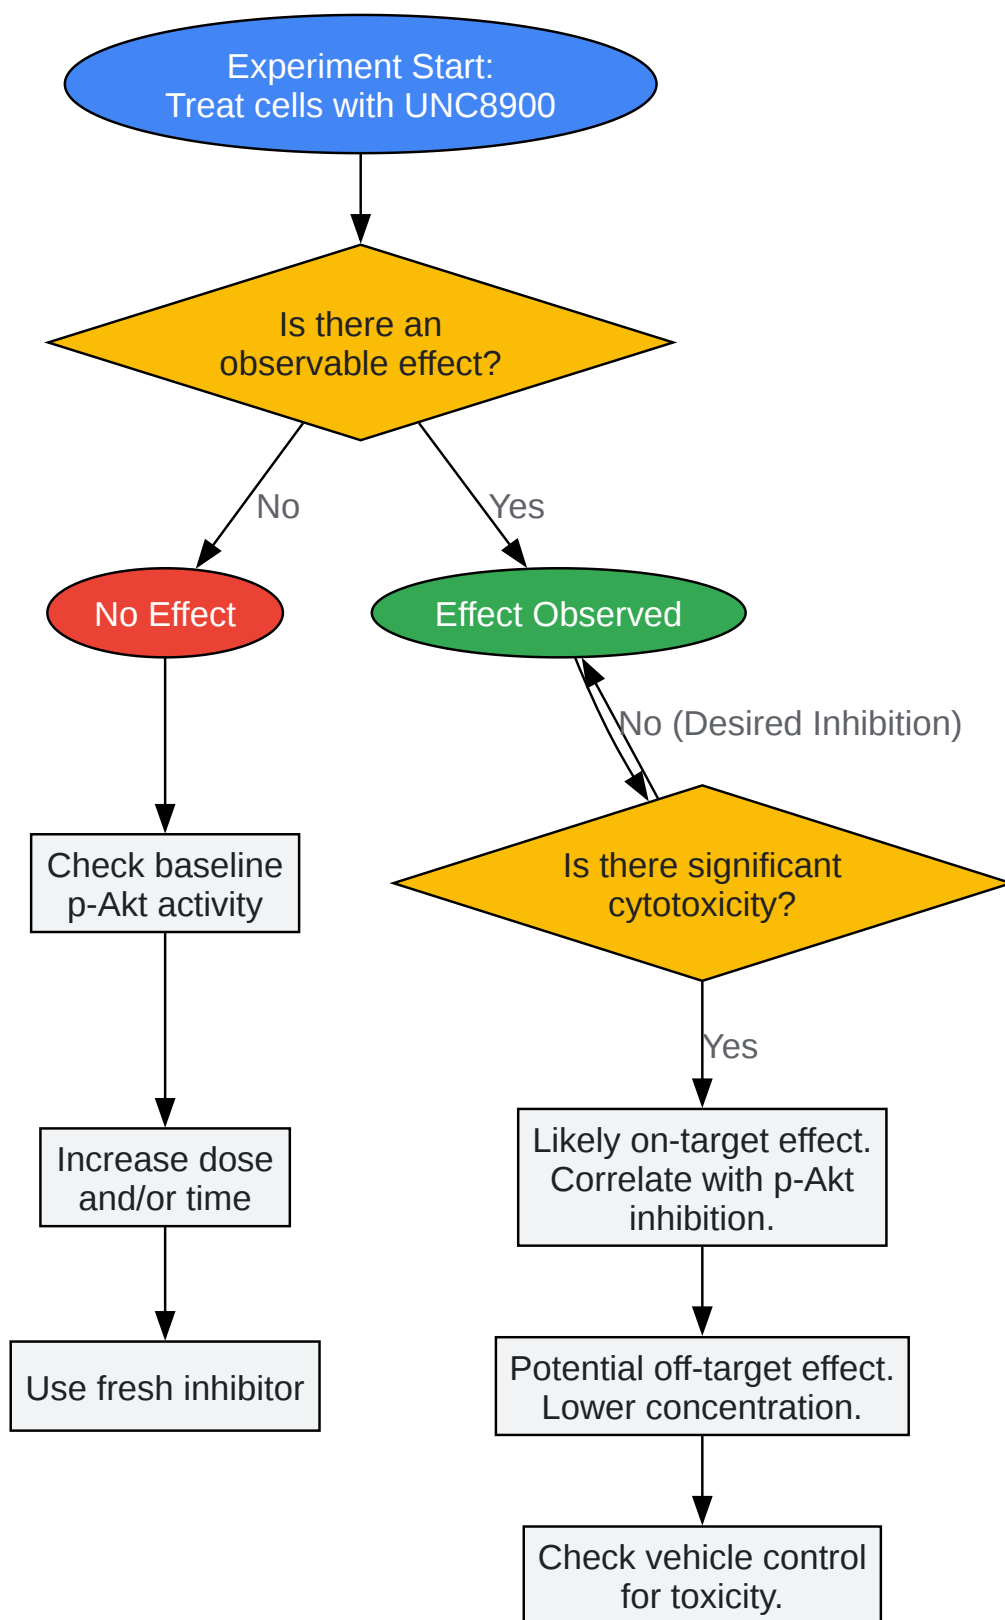 Experiment Start:
Treat cells with UNC8900
Is there an
observable effect?
No
Yes
No Effect
Effect Observed
No (Desired Inhibition)
Check baseline
p-Akt activity
Is there significant
cytotoxicity?
Yes
Increase dose
and/or time
Likely on-target effect.
Correlate with p-Akt
inhibition.
Use fresh inhibitor
Potential off-target effect.
Lower concentration.
Check vehicle control
for toxicity.